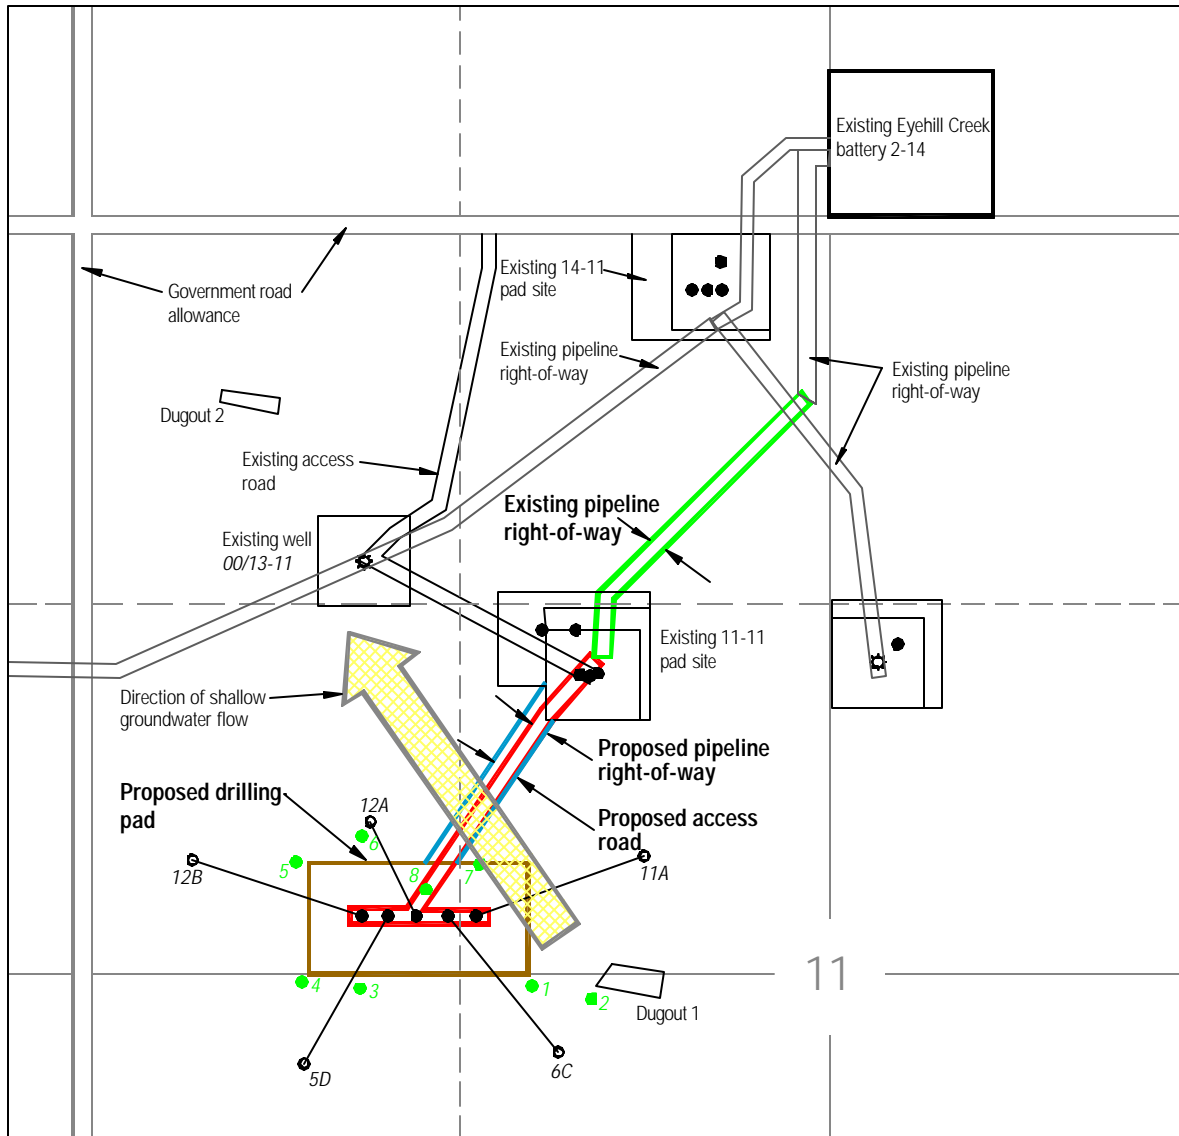 Existing Eyehill Creek
battery 2-14
Existing 14-11
pad site
Government road
allowance
Existing pipeline
right-of-way
Existing pipeline
right-of-way
Dugout 2
Existing access
road
Existing pipeline
right-of-way
Existing well
00/13-11
Existing 11-11
pad site
Direction of shallow
groundwater flow
Proposed pipeline
right-of-way
Proposed drilling
pad
12A
Proposed access
road
6
12B
5
8
7
11A
11
4
3
1
2
Dugout 1
5D
6C